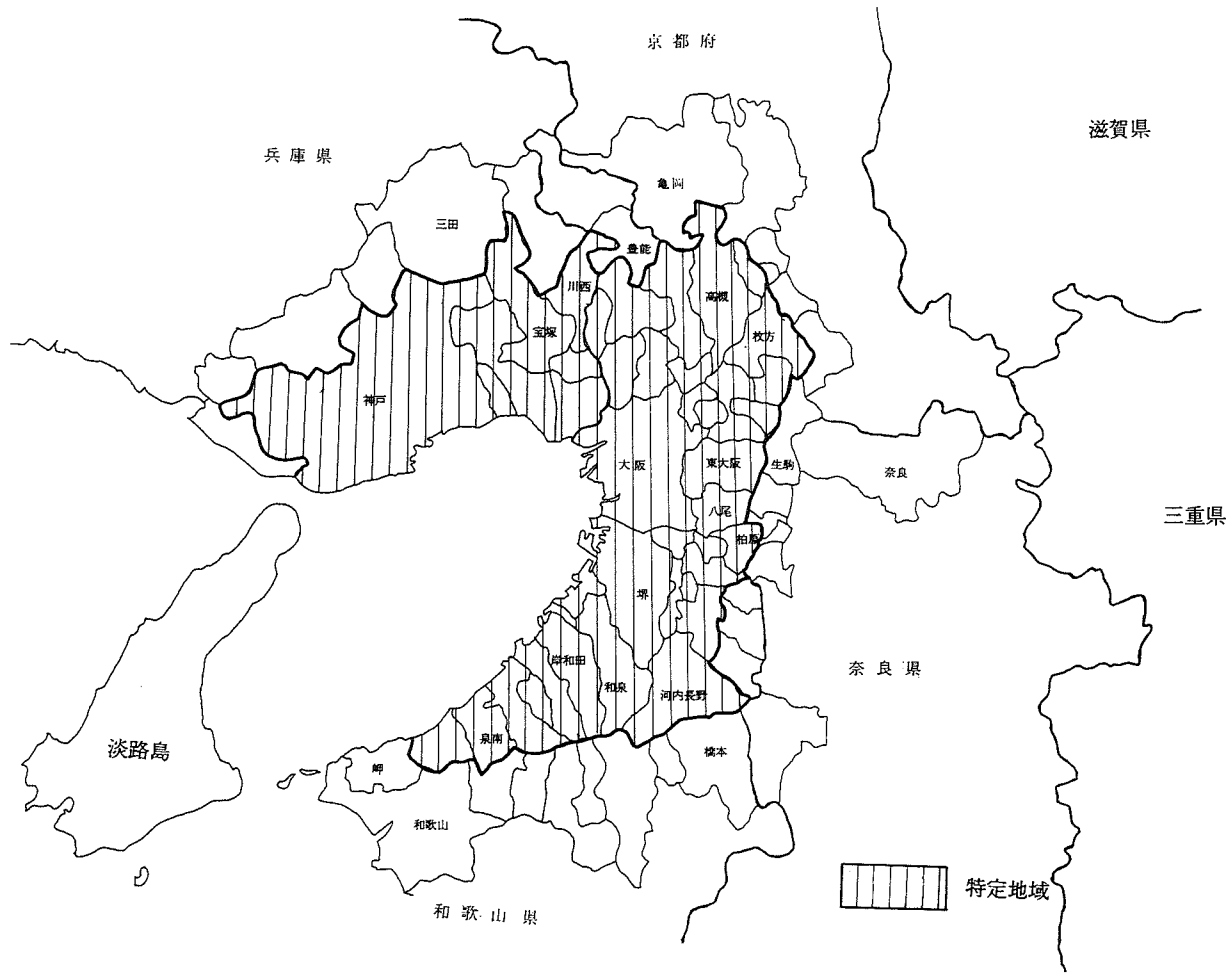 京都府
滋賀県
兵庫県
亀岡
三田
豊能
川西
高槻
宝塚
枚方
神戸
大阪
東大阪
生駒
奈良
八尾
三重県
柏原
堺
岸和田
和泉
河内長野
奈良県
淡路島
泉南
橋本
岬
和歌山
特定地域
和歌山県